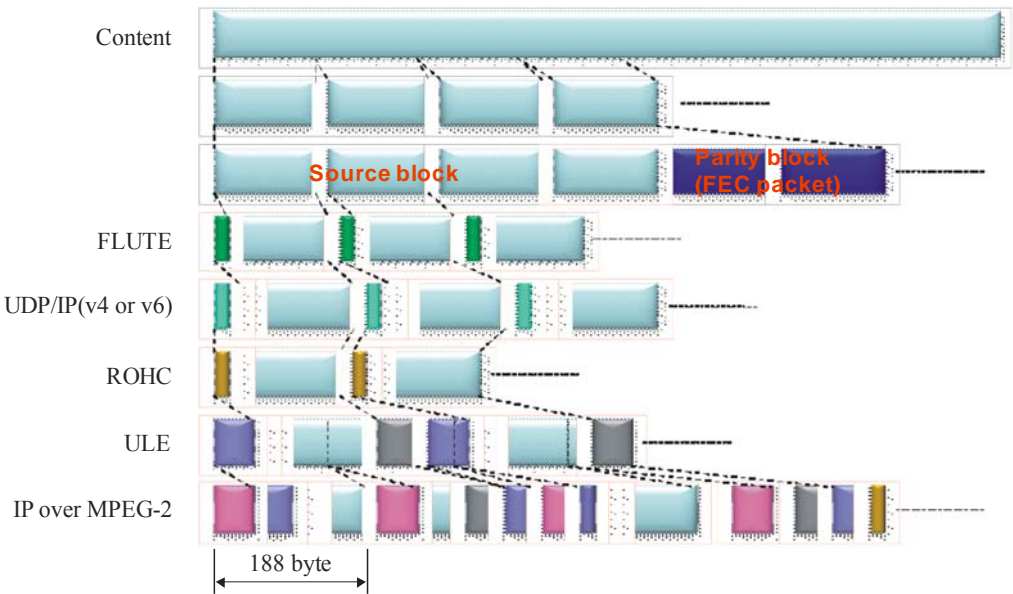 Content
Source block
Parity block
(FEC packet)
FLUTE
UDP/IP(v4 or v6)
ROHC
ULE
IP over MPEG-2
188 byte